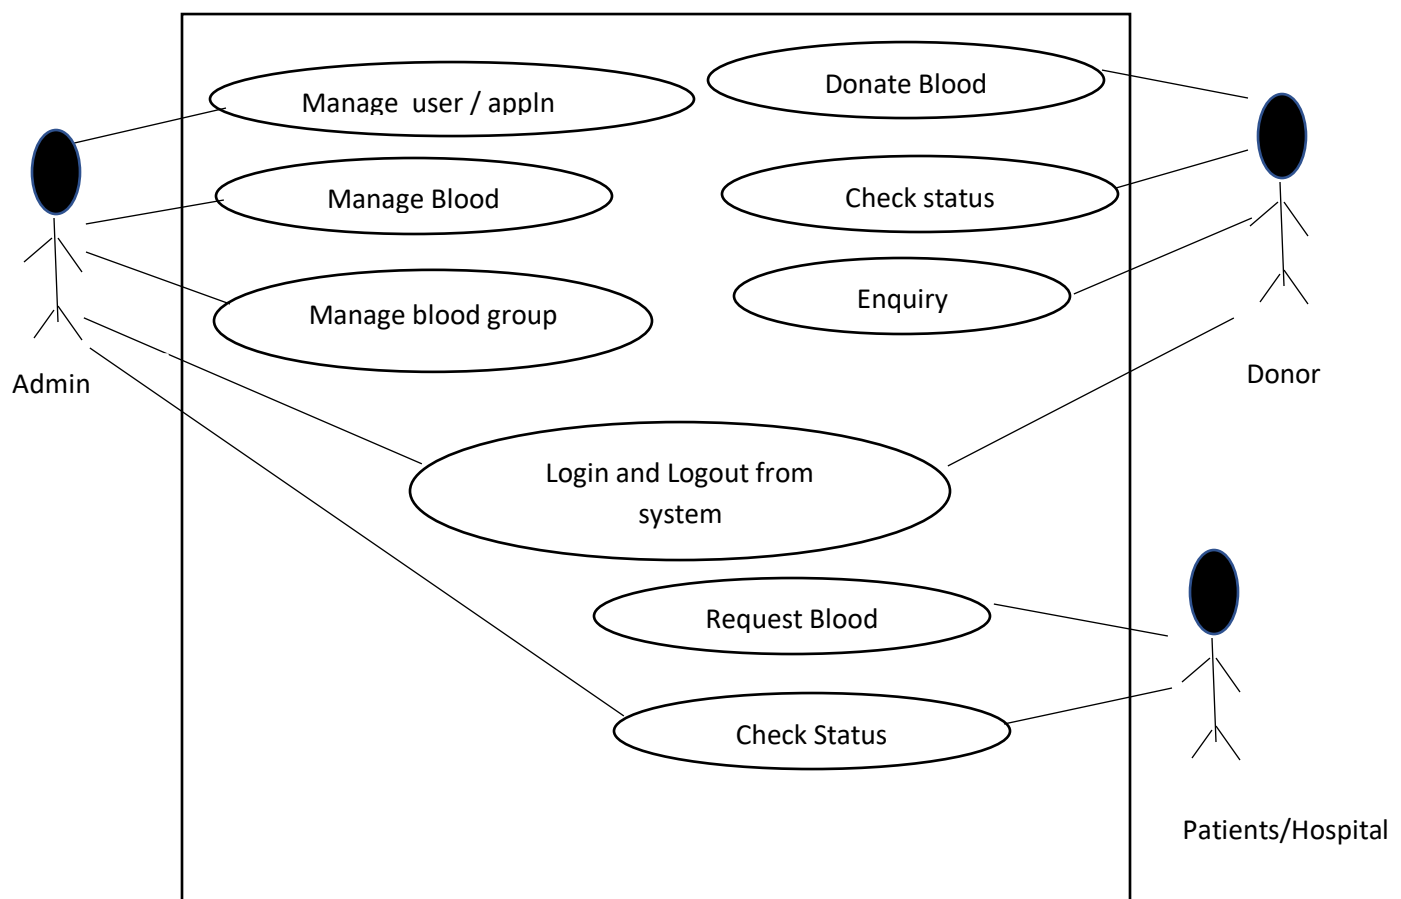 Manage user / appln
Donate Blood
Manage Blood
Check status
Manage blood group
Enquiry
Admin
Donor
Login and Logout from
system
Request Blood
Check Status
Patients/Hospital